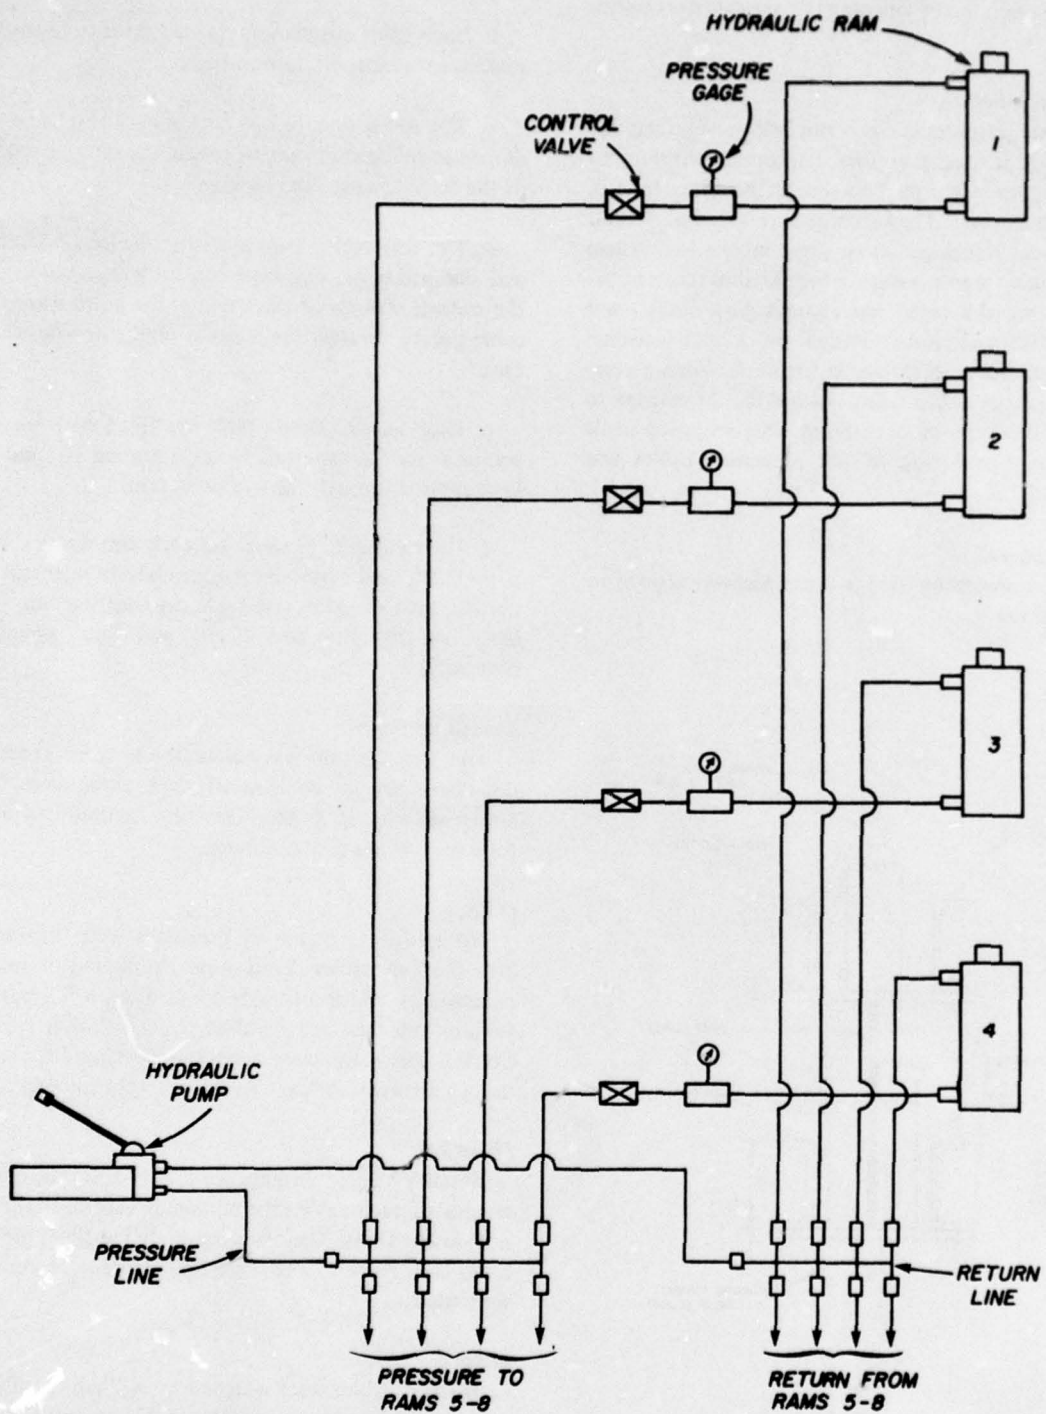 HYDRAULIC RAM
PRESSURE
GAGE
CONTROL
VALVE
1
2
3
4
HYDRAULIC
PUMP
PRESSURE
LINE
RETURN
LINE
PRESSURE TO
RAMS 5-8
RETURN FROM
RAMS 5-8